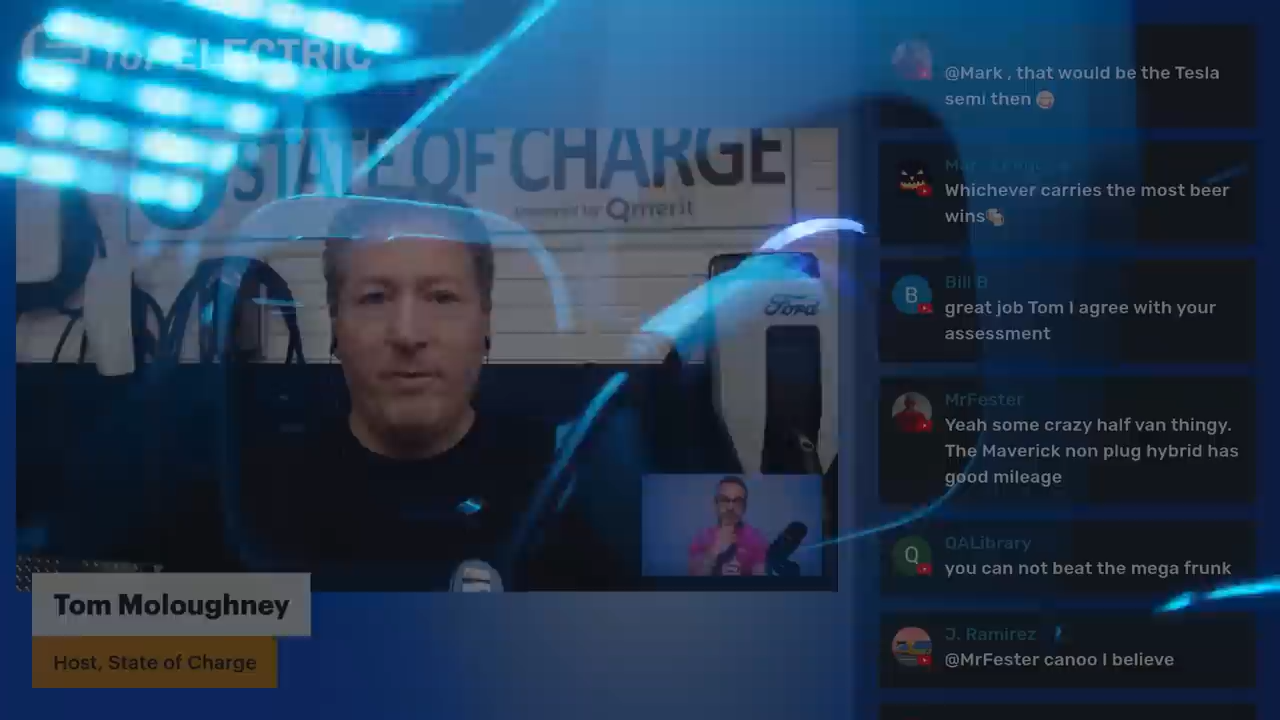 ELECTRIC
STATE OF CHARGE
powered by Qmerit
Ford
Tom Moloughney
Host, State of Charge
@Mark , that would be the Tesla
semi then
Whichever carries the most beer
wins
B
Bill B
great job Tom I agree with your
assessment
MrFester
Yeah some crazy half van thingy.
The Maverick non plug hybrid has
good mileage
Q
QALibrary
you can not beat the mega frunk
J. Ramirez
@MrFester canoo I believe